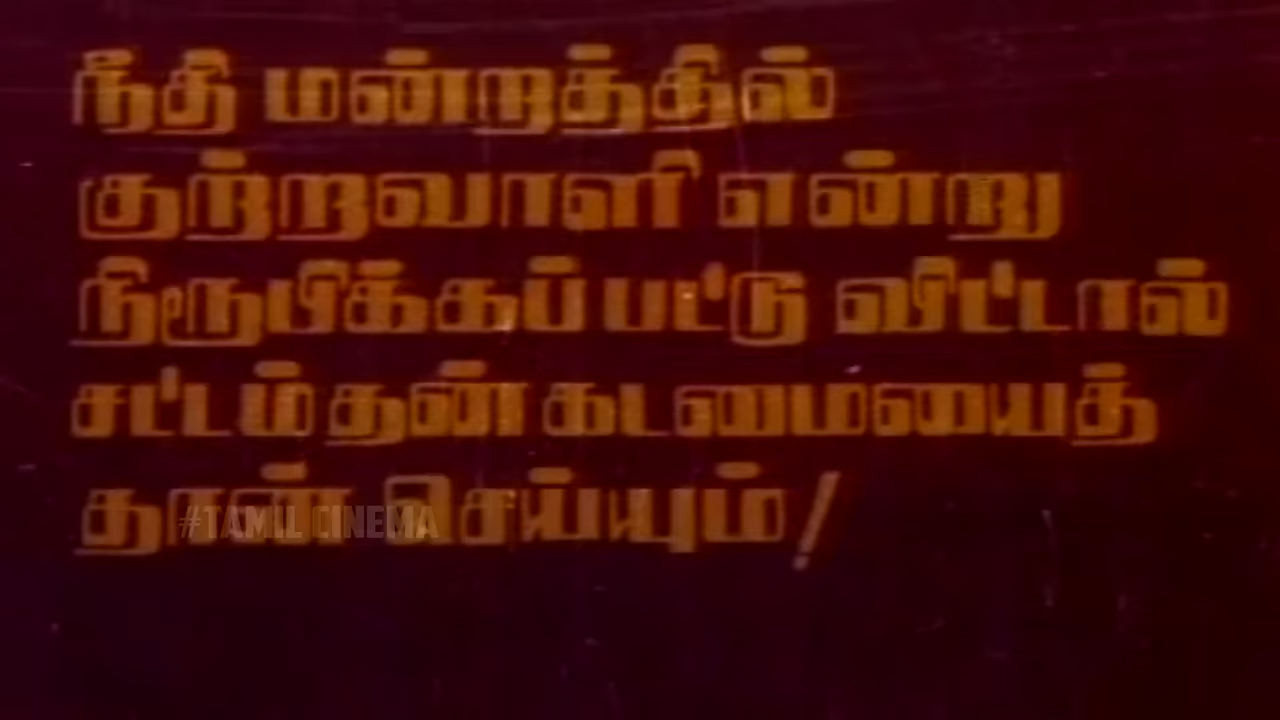 நீதி மன்றத்தில்
குற்றவாளி என்று
நிரூபிக்கப் பட்டு விட்டால்
சட்டம் தன் கடமையைத்
தான் செய்யும்!
#TAMIL CINEMA